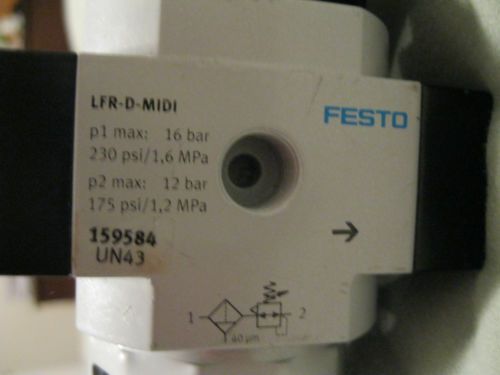 LFR-D-MIDI
FESTO
p1 max: 16 bar
230 psi/1,6 MPa
p2 max: 12 bar
175 psi/1,2 MPa
159584
UN43
1 2
40 µm